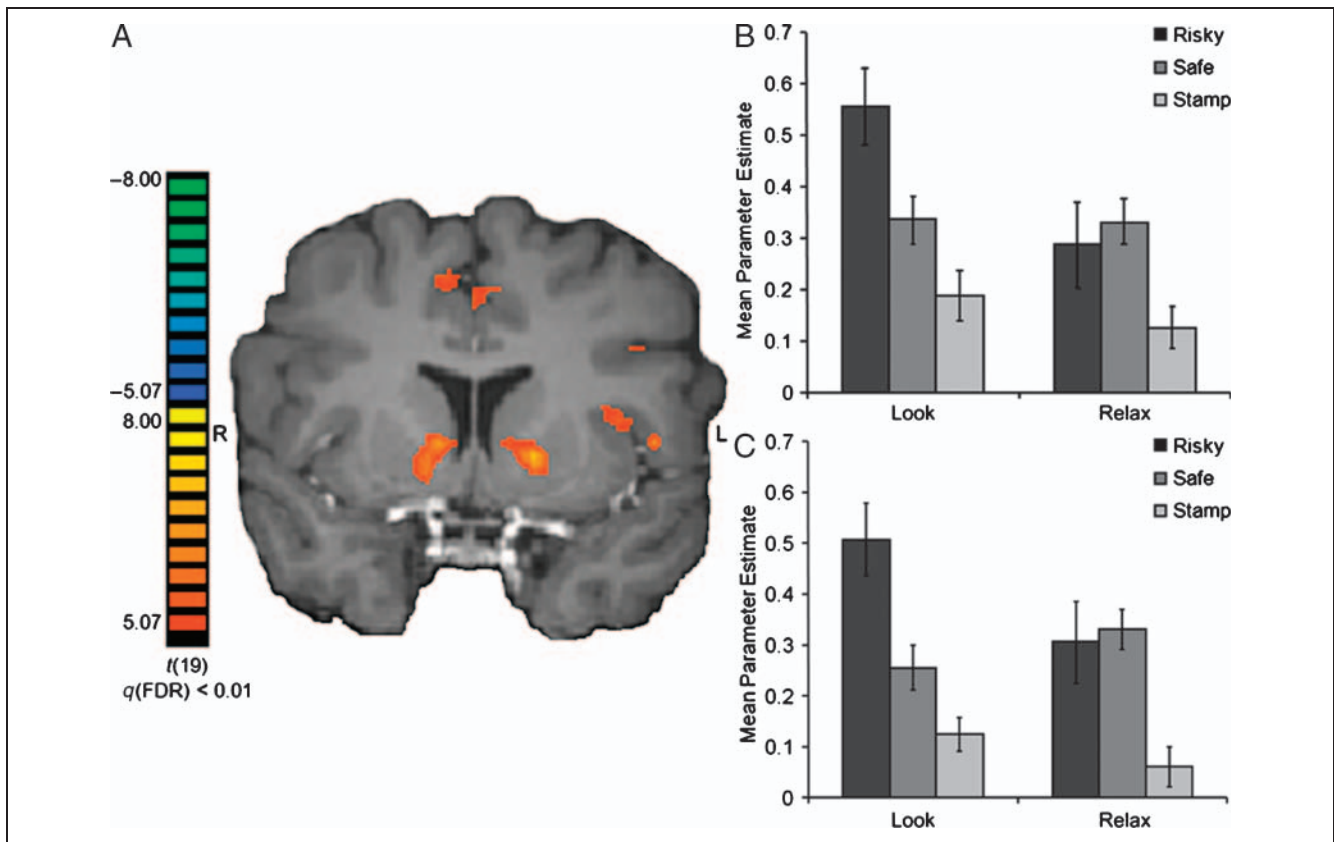 A
−8.00
−5.07
8.00
5.07
t(19)
q(FDR) < 0.01
R
L
B
0.7
0.6
0.5
0.4
0.3
0.2
0.1
0
Mean Parameter Estimate
Risky
Safe
Stamp
Look
Relax
C
0.7
0.6
0.5
0.4
0.3
0.2
0.1
0
Mean Parameter Estimate
Risky
Safe
Stamp
Look
Relax